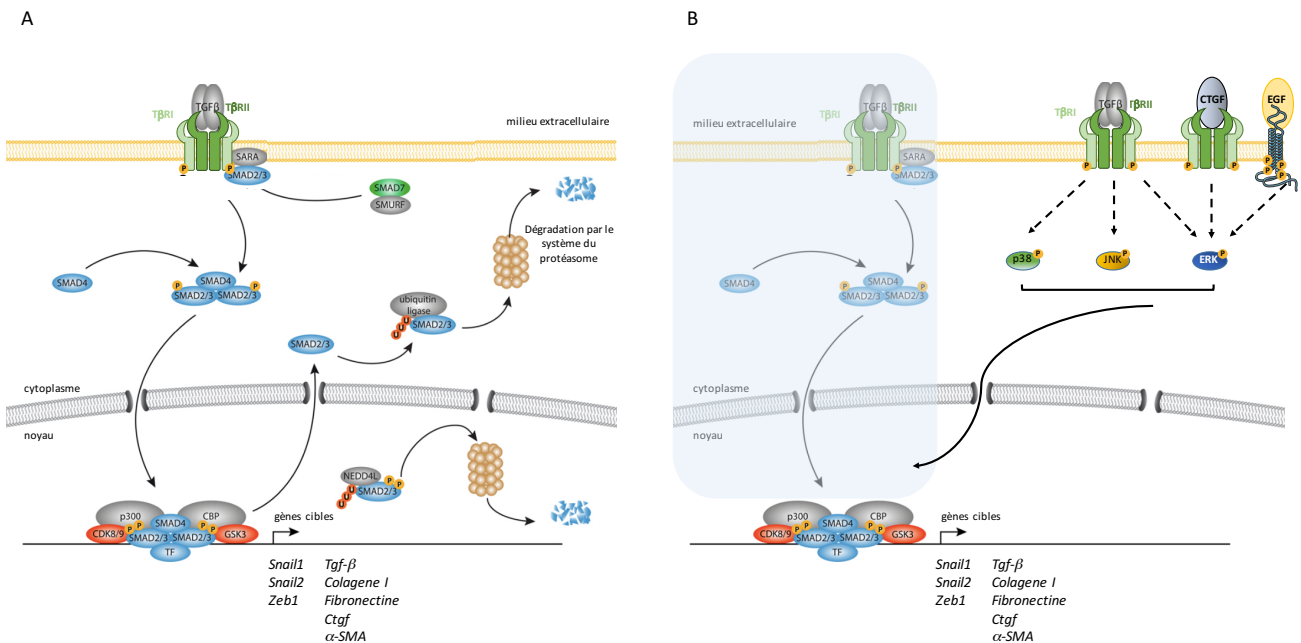 A
TGFβ
TβRI
TβRII
milieu extracellulaire
SARA
P
P
SMAD2/3
SMAD7
SMURF
Dégradation par le
système du
protéasome
SMAD4
P
SMAD4
P
SMAD2/3
SMAD2/3
ubiquitin
ligase
U
U
U
SMAD2/3
SMAD2/3
cytoplasme
noyau
NEDD4L
P
P
SMAD2/3
U
U
U
p300
CBP
CDK8/9
P
P
SMAD4
P
P
GSK3
SMAD2/3
SMAD2/3
TF
gènes cibles
Snail1 Tgf-β
Snail2 Colagene I
Zeb1 Fibronectine
Ctgf
α-SMA
B
milieu extracellulaire
TGFβ
TβRI
TβRII
SARA
P
P
SMAD2/3
TβRI
TGFβ
TβRII
CTGF
EGF
P
P
P
P
P
P
P
P
p38
P
JNK
P
ERK
P
SMAD4
P
SMAD4
P
SMAD2/3
SMAD2/3
cytoplasme
noyau
p300
CBP
CDK8/9
P
P
SMAD4
P
P
GSK3
SMAD2/3
SMAD2/3
TF
gènes cibles
Snail1 Tgf-β
Snail2 Colagene I
Zeb1 Fibronectine
Ctgf
α-SMA